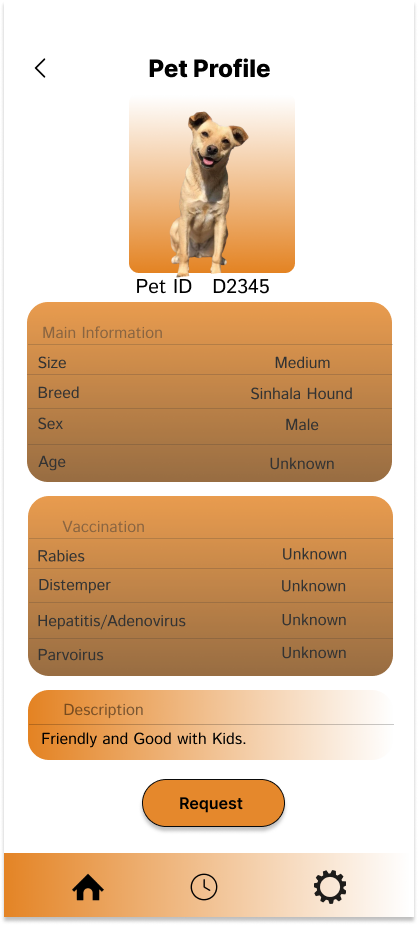 Pet Profile
Pet ID D2345
Main Information
Size Medium
Breed Sinhala Hound
Sex Male
Age Unknown
Vaccination
Rabies Unknown
Distemper Unknown
Hepatitis/Adenovirus Unknown
Parvoirus Unknown
Description
Friendly and Good with Kids.
Request